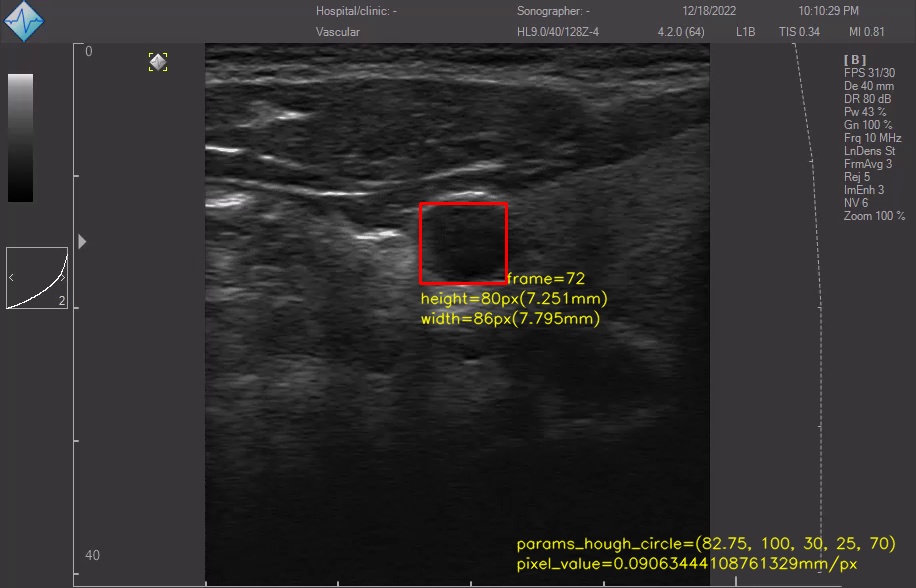 Hospital/clinic: - Sonographer: - 12/18/2022 10:10:29 PM
Vascular HL9.0/40/128Z-4 4.2.0 (64) L1B TIS 0.34 MI 0.81
0
[ B ]
FPS 31/30
De 40 mm
DR 80 dB
Pw 43 %
Gn 100 %
Frq 10 MHz
LnDens St
FrmAvg 3
Rej 5
ImEnh 3
NV 6
Zoom 100 %
2
frame=72
height=80px(7.251mm)
width=86px(7.795mm)
40
params_hough_circle=(82.75, 100, 30, 25, 70)
pixel_value=0.09063444108761329mm/px